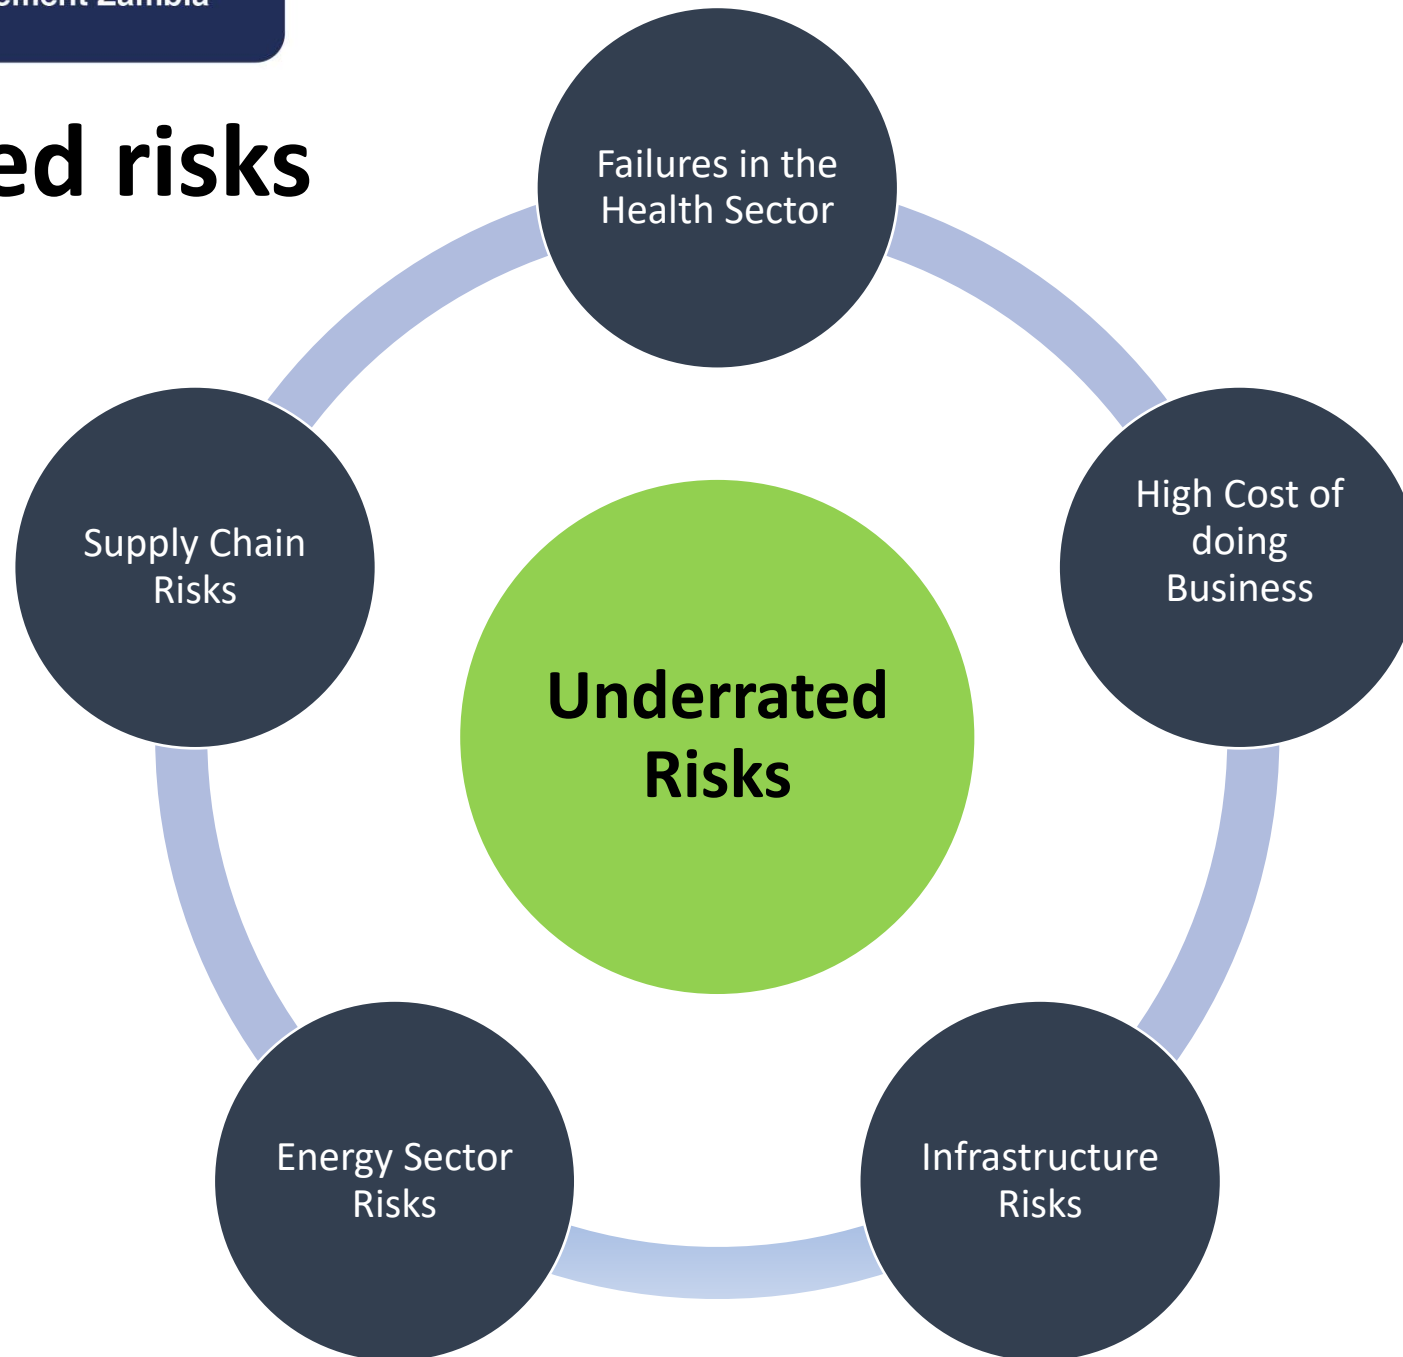 ed risks
Failures in the
Health Sector
High Cost of
doing
Business
Supply Chain
Risks
Underrated
Risks
Energy Sector
Risks
Infrastructure
Risks